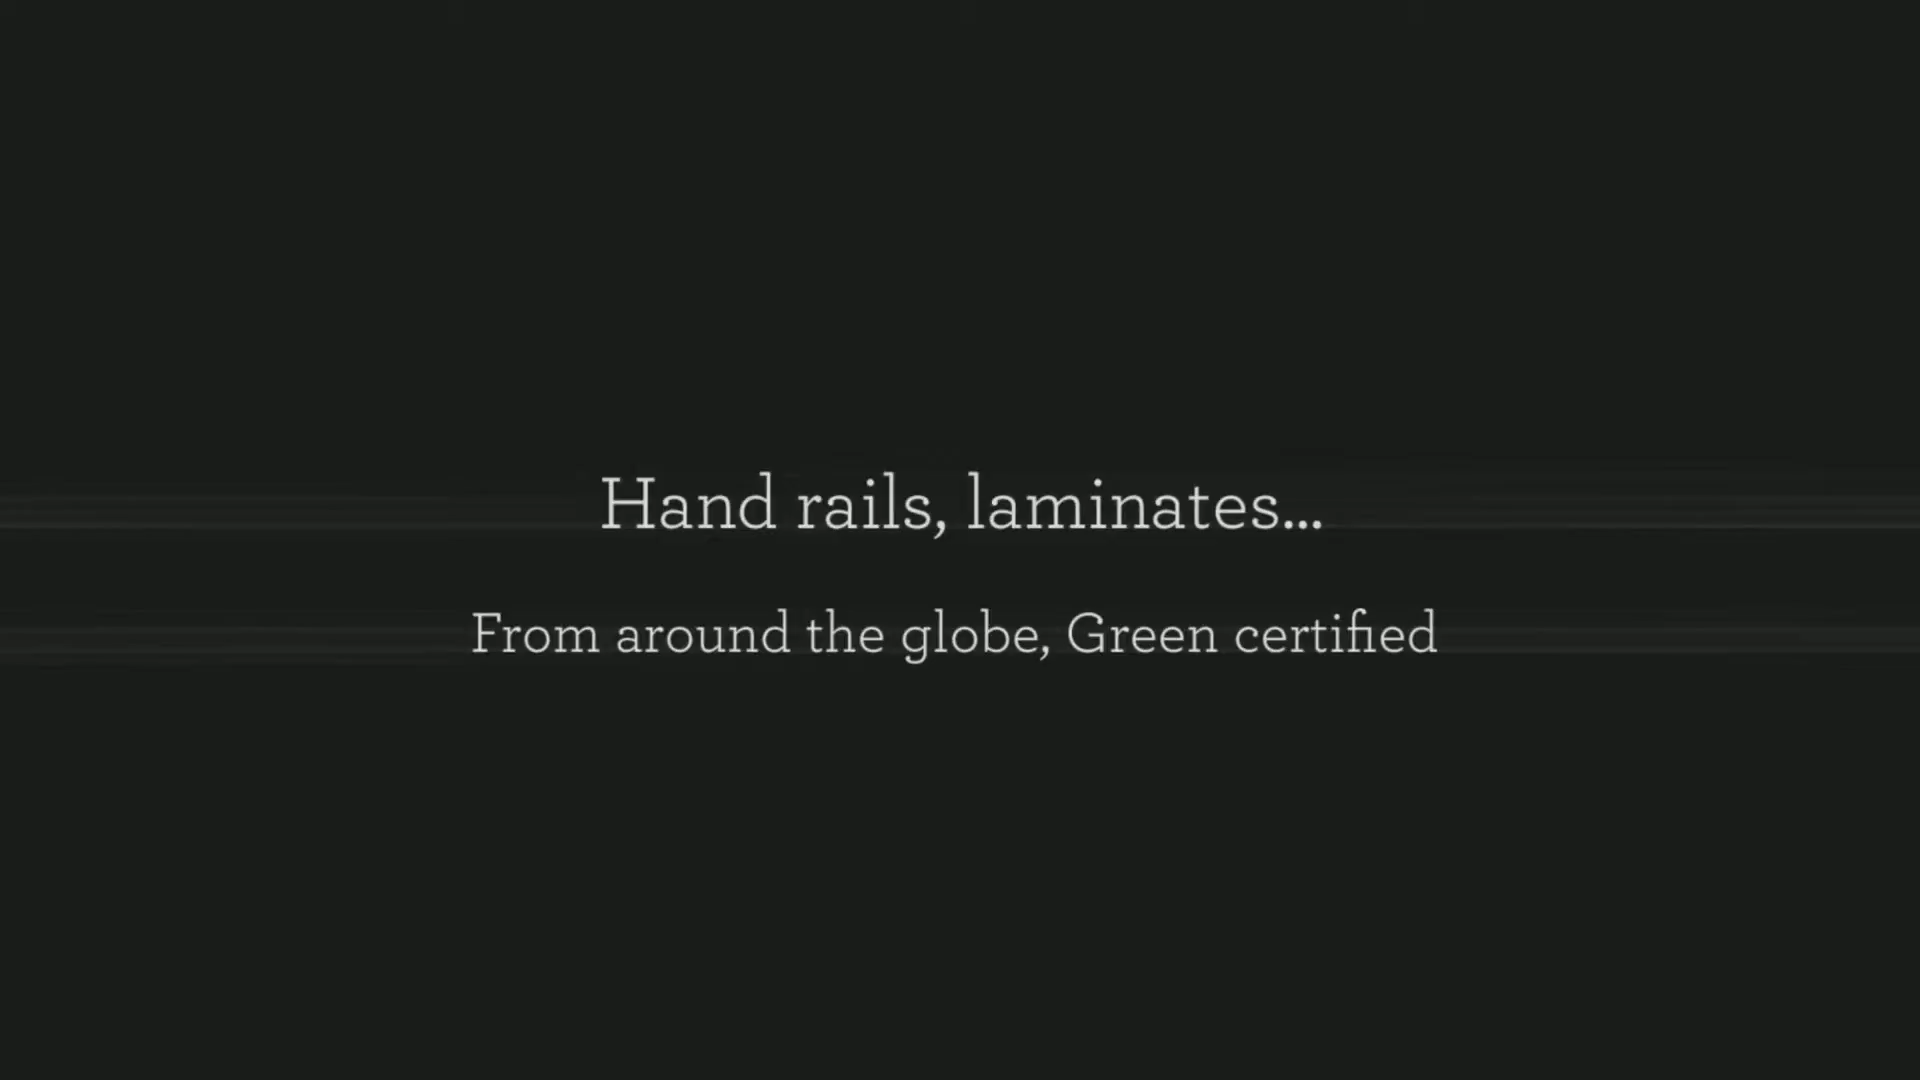 Hand rails, laminates...
From around the globe, Green certified